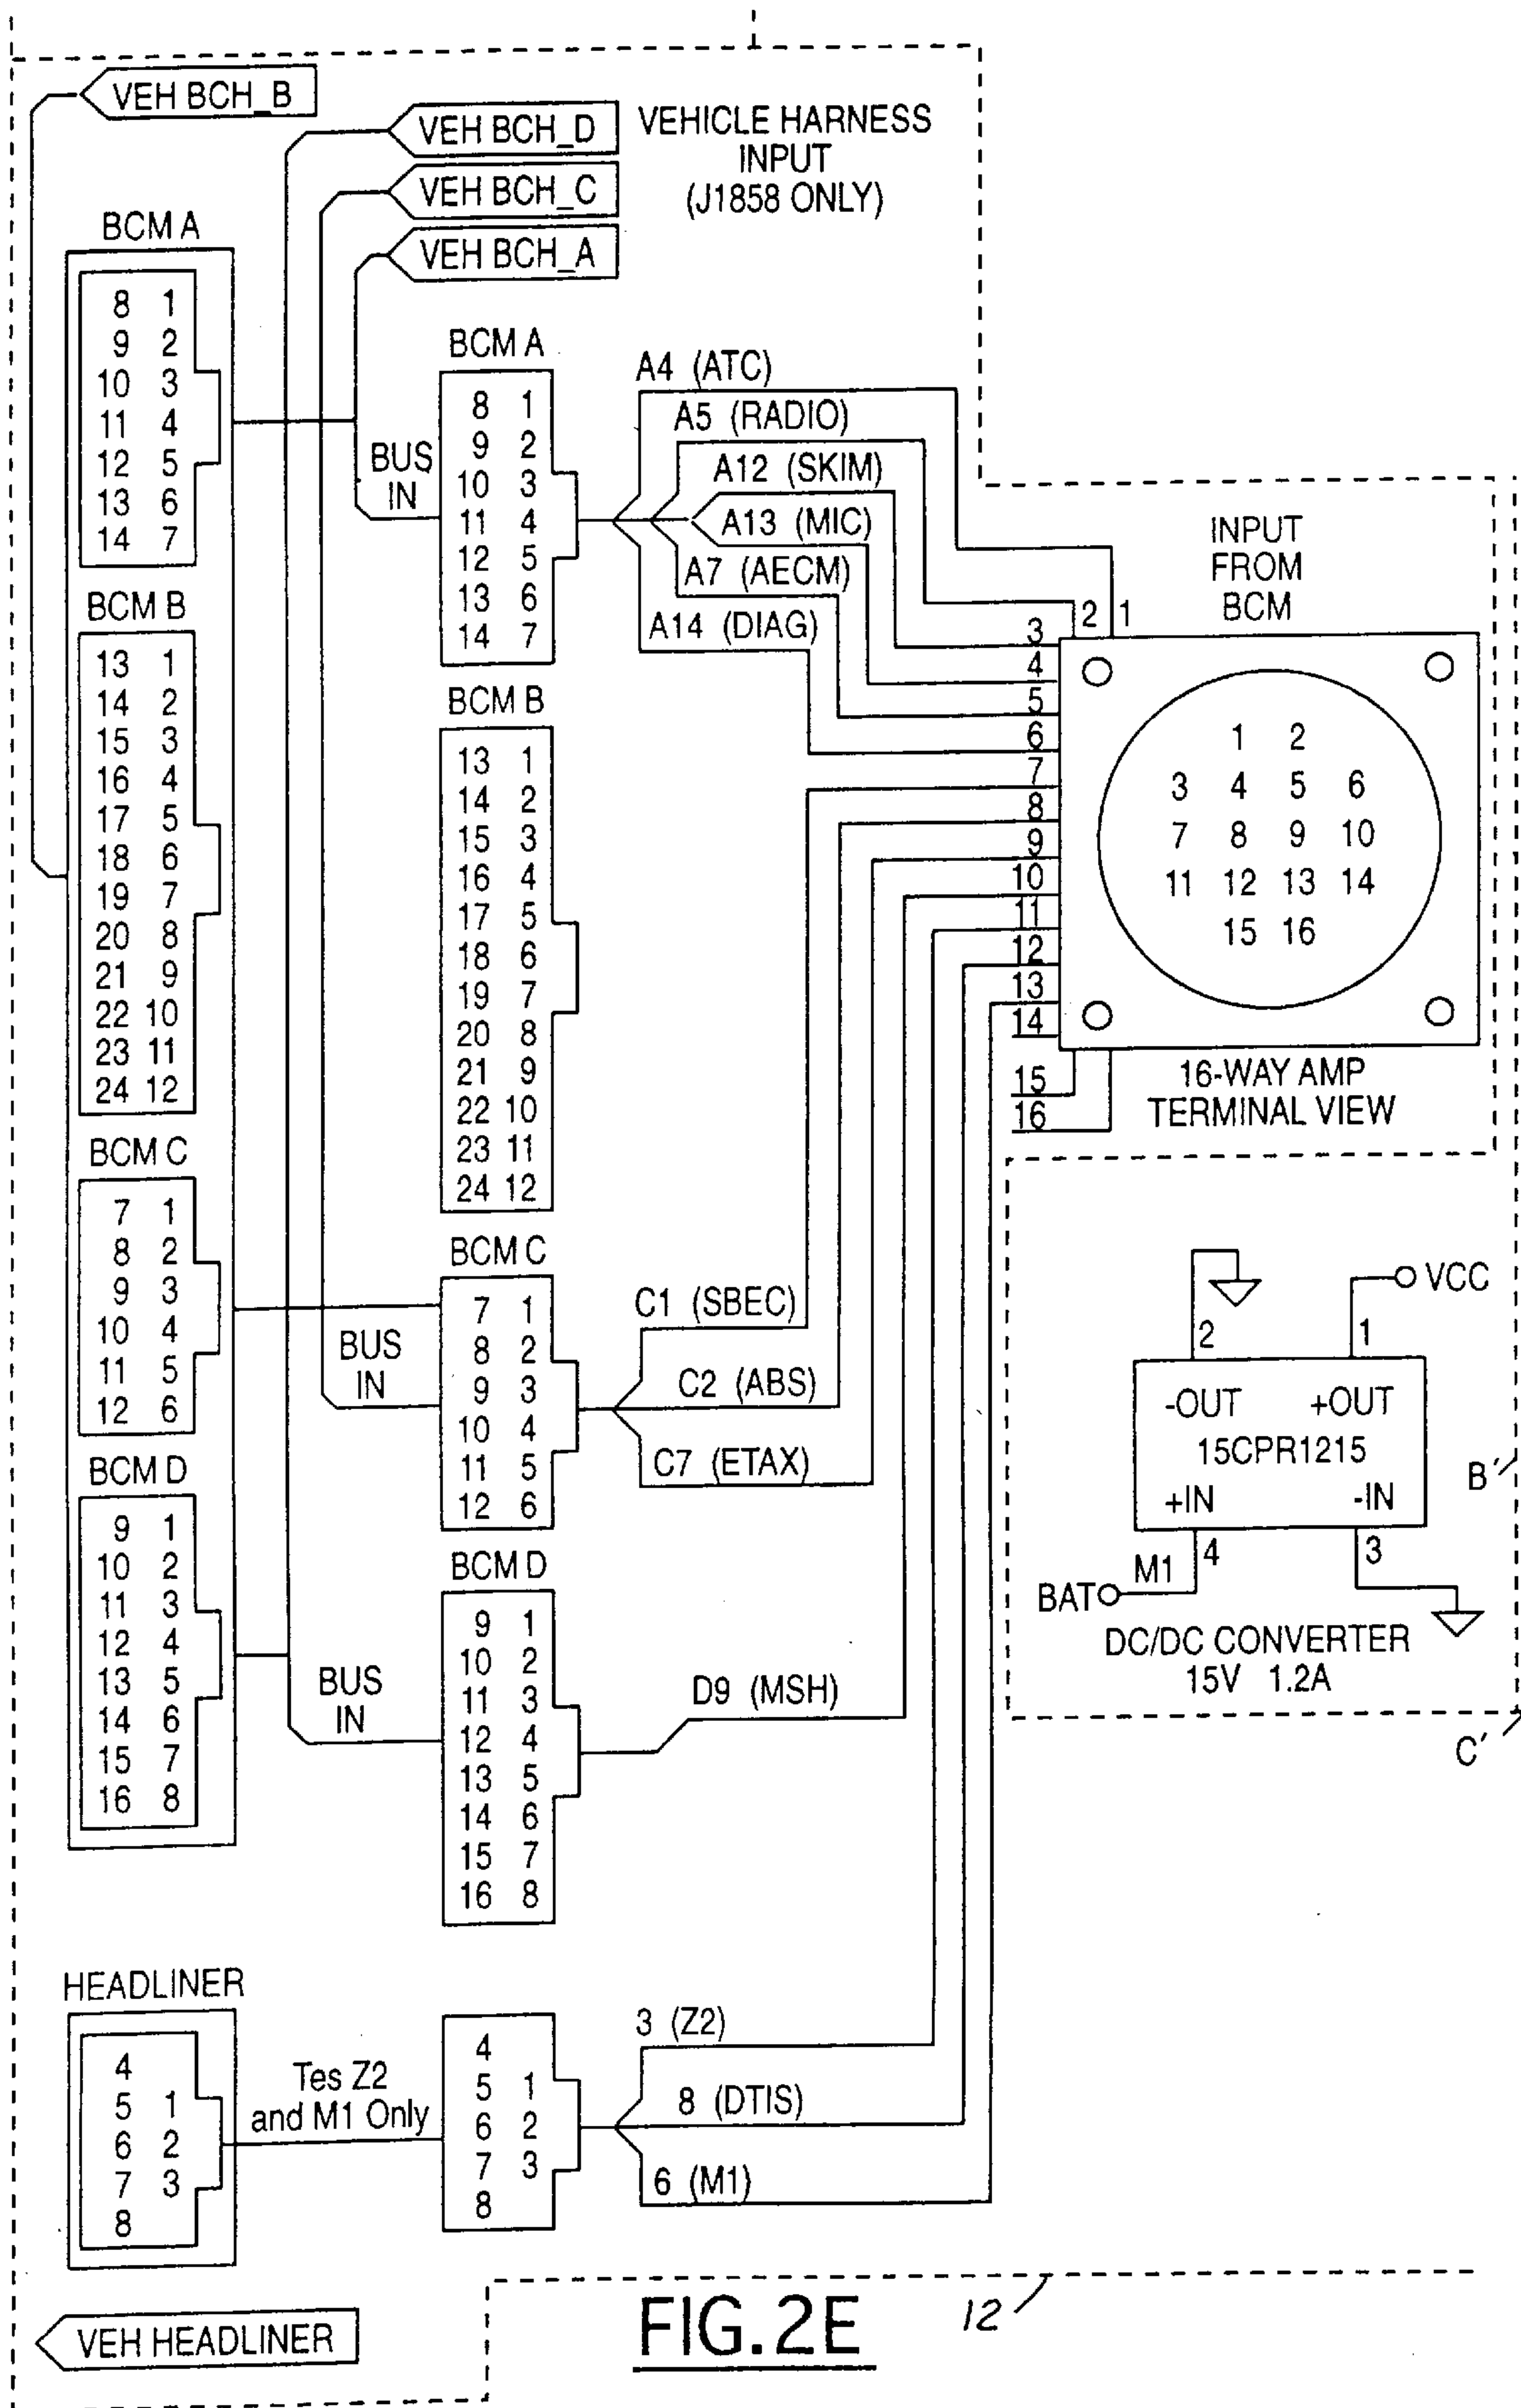 VEH BCH_B
VEH BCH_D
VEH BCH_C
VEH BCH_A
VEHICLE HARNESS
INPUT
(J1858 ONLY)
BCM A
8 1
9 2
10 3
11 4
12 5
13 6
14 7
BCM B
13 1
14 2
15 3
16 4
17 5
18 6
19 7
20 8
21 9
22 10
23 11
24 12
BCM C
7 1
8 2
9 3
10 4
11 5
12 6
BCM D
9 1
10 2
11 3
12 4
13 5
14 6
15 7
16 8
BUS
IN
BCM A
8 1
9 2
10 3
11 4
12 5
13 6
14 7
A4 (ATC)
A5 (RADIO)
A12 (SKIM)
A13 (MIC)
A7 (AECM)
A14 (DIAG)
BCM B
13 1
14 2
15 3
16 4
17 5
18 6
19 7
20 8
21 9
22 10
23 11
24 12
BUS
IN
BCM C
7 1
8 2
9 3
10 4
11 5
12 6
C1 (SBEC)
C2 (ABS)
C7 (ETAX)
BUS
IN
BCM D
9 1
10 2
11 3
12 4
13 5
14 6
15 7
16 8
D9 (MSH)
INPUT
FROM
BCM
2 1
3
4
5
6
7
8
9
10
11
12
13
14
15
16
1 2
3 4 5 6
7 8 9 10
11 12 13 14
15 16
16-WAY AMP
TERMINAL VIEW
VCC
2 1
-OUT +OUT
15CPR1215
+IN -IN
4 3
M1
BAT
DC/DC CONVERTER
15V 1.2A
B'
C'
HEADLINER
4
5 1
6 2
7 3
8
Tes Z2
and M1 Only
4
5 1
6 2
7 3
8
3 (Z2)
8 (DTIS)
6 (M1)
VEH HEADLINER
FIG.2E
12